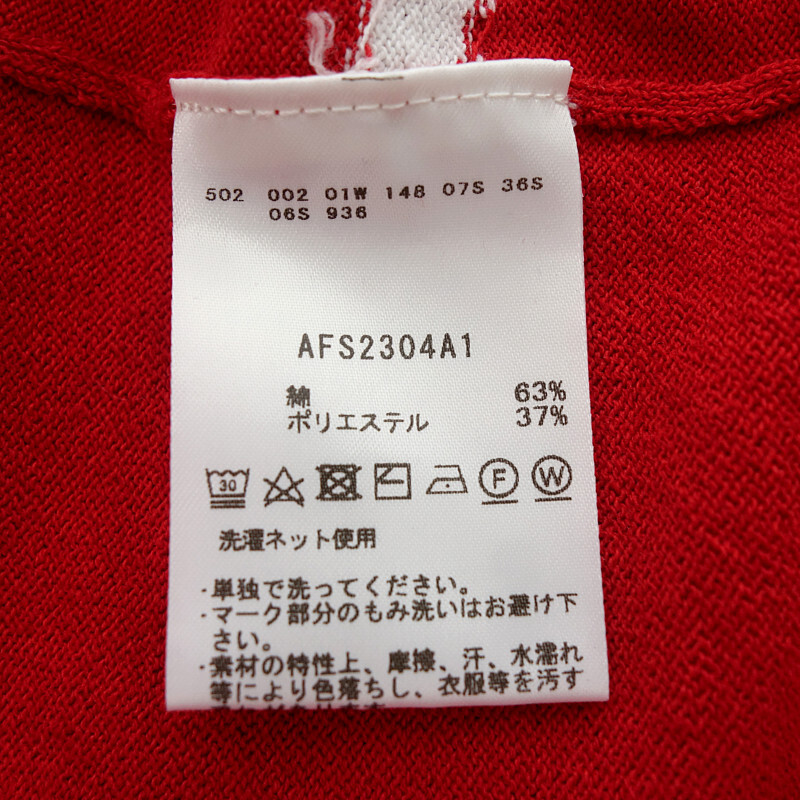 502 002 01W 148 07S 36S
06S 936
AFS2304A1
綿 63%
ポリエステル 37%
30 F W
洗濯ネット使用
・単独で洗ってください。
・マーク部分のもみ洗いはお避け下
さい。
・素材の特性上、摩擦、汗、水濡れ
等により色落ちし、衣服等を汚す